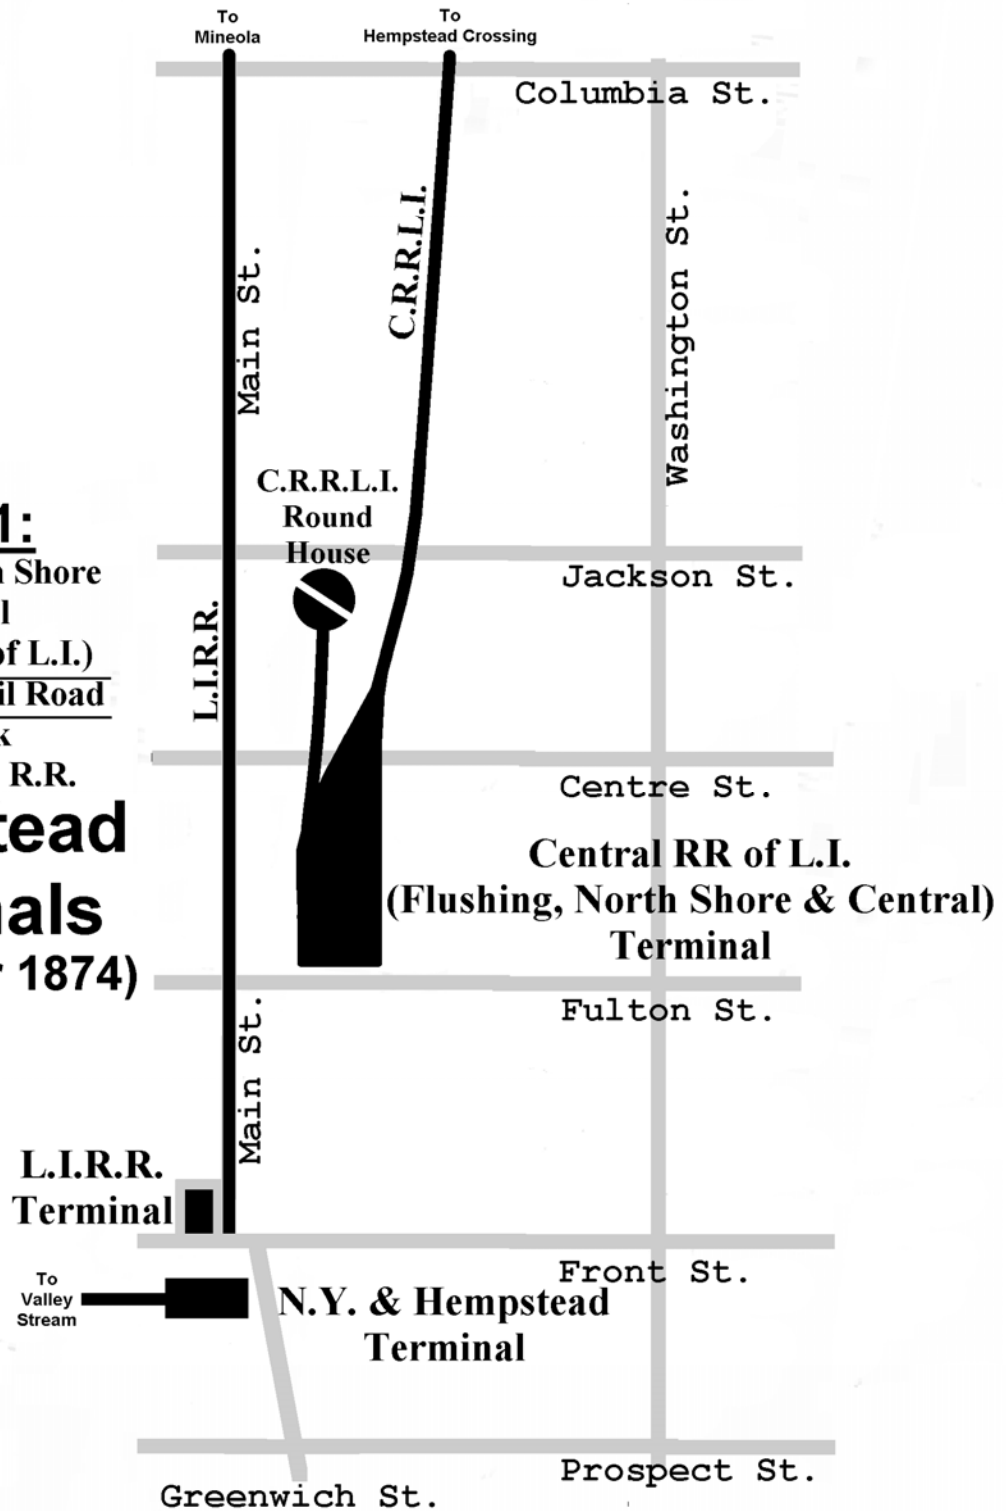 To
Mineola
To
Hempstead Crossing
Columbia St.
Washington St.
C.R.R.L.I.
Main St.
C.R.R.L.I.
Round
House
1:
Shore
Jackson St.
l
L.I.R.R.
of L.I.)
il Road
k
R.R.
Centre St.
tead
Central RR of L.I.
(Flushing, North Shore & Central)
Terminal
nals
1874)
Fulton St.
Main St.
L.I.R.R.
Terminal
Front St.
To
Valley
Stream
N.Y. & Hempstead
Terminal
Prospect St.
Greenwich St.